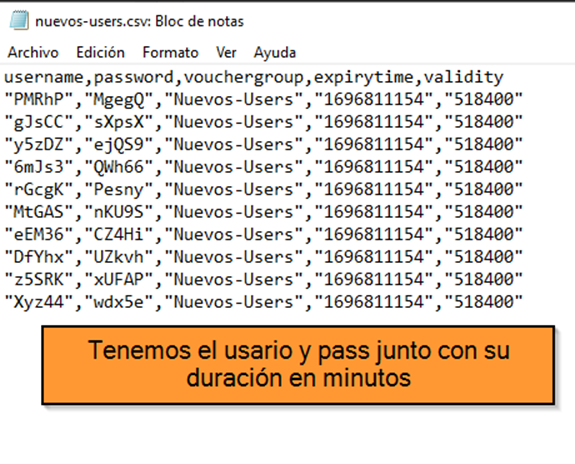 nuevos-users.csv: Bloc de notas
Archivo Edición Formato Ver Ayuda
username,password,vouchergroup,expirytime,validity
"PMRhP","MgegQ","Nuevos-Users","1696811154","518400"
"gJsCC","sXpsX","Nuevos-Users","1696811154","518400"
"y5zDZ","ejQS9","Nuevos-Users","1696811154","518400"
"6mJs3","QWh66","Nuevos-Users","1696811154","518400"
"rGcgK","Pesny","Nuevos-Users","1696811154","518400"
"MtGAS","nKU9S","Nuevos-Users","1696811154","518400"
"eEM36","CZ4Hi","Nuevos-Users","1696811154","518400"
"DfYhx","UZkvh","Nuevos-Users","1696811154","518400"
"z5SRK","xUFAP","Nuevos-Users","1696811154","518400"
"Xyz44","wdx5e","Nuevos-Users","1696811154","518400"
Tenemos el usario y pass junto con su
duración en minutos